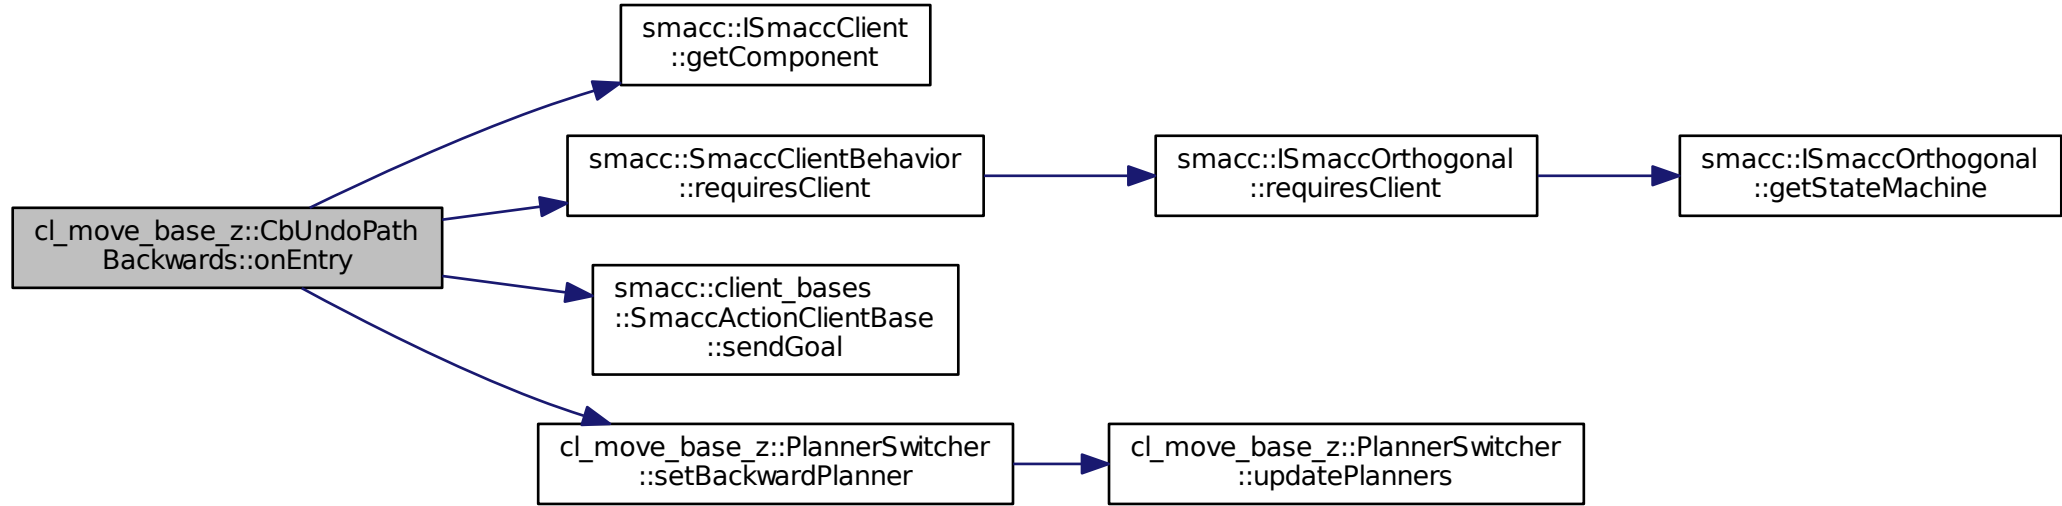 smacc::ISmaccClient
::getComponent
smacc::SmaccClientBehavior
::requiresClient
smacc::ISmaccOrthogonal
::requiresClient
smacc::ISmaccOrthogonal
::getStateMachine
cl_move_base_z::CbUndoPath
Backwards::onEntry
smacc::client_bases
::SmaccActionClientBase
::sendGoal
cl_move_base_z::PlannerSwitcher
::setBackwardPlanner
cl_move_base_z::PlannerSwitcher
::updatePlanners